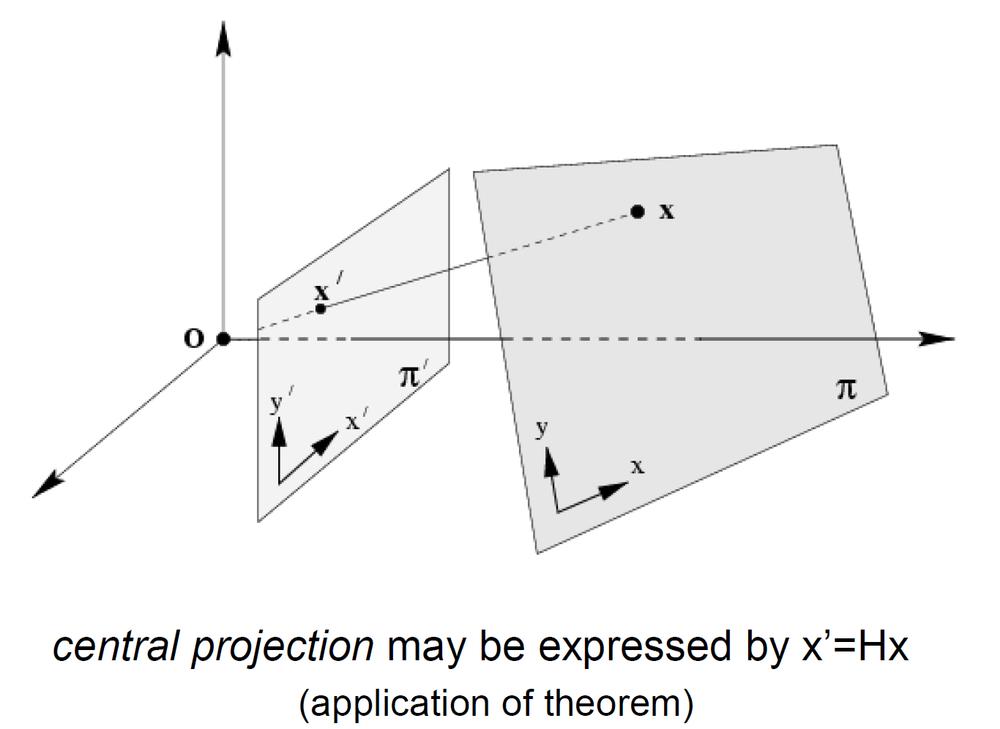 x
x′
O
π′
y′
x′
π
y
x
central projection may be expressed by x’=Hx
(application of theorem)